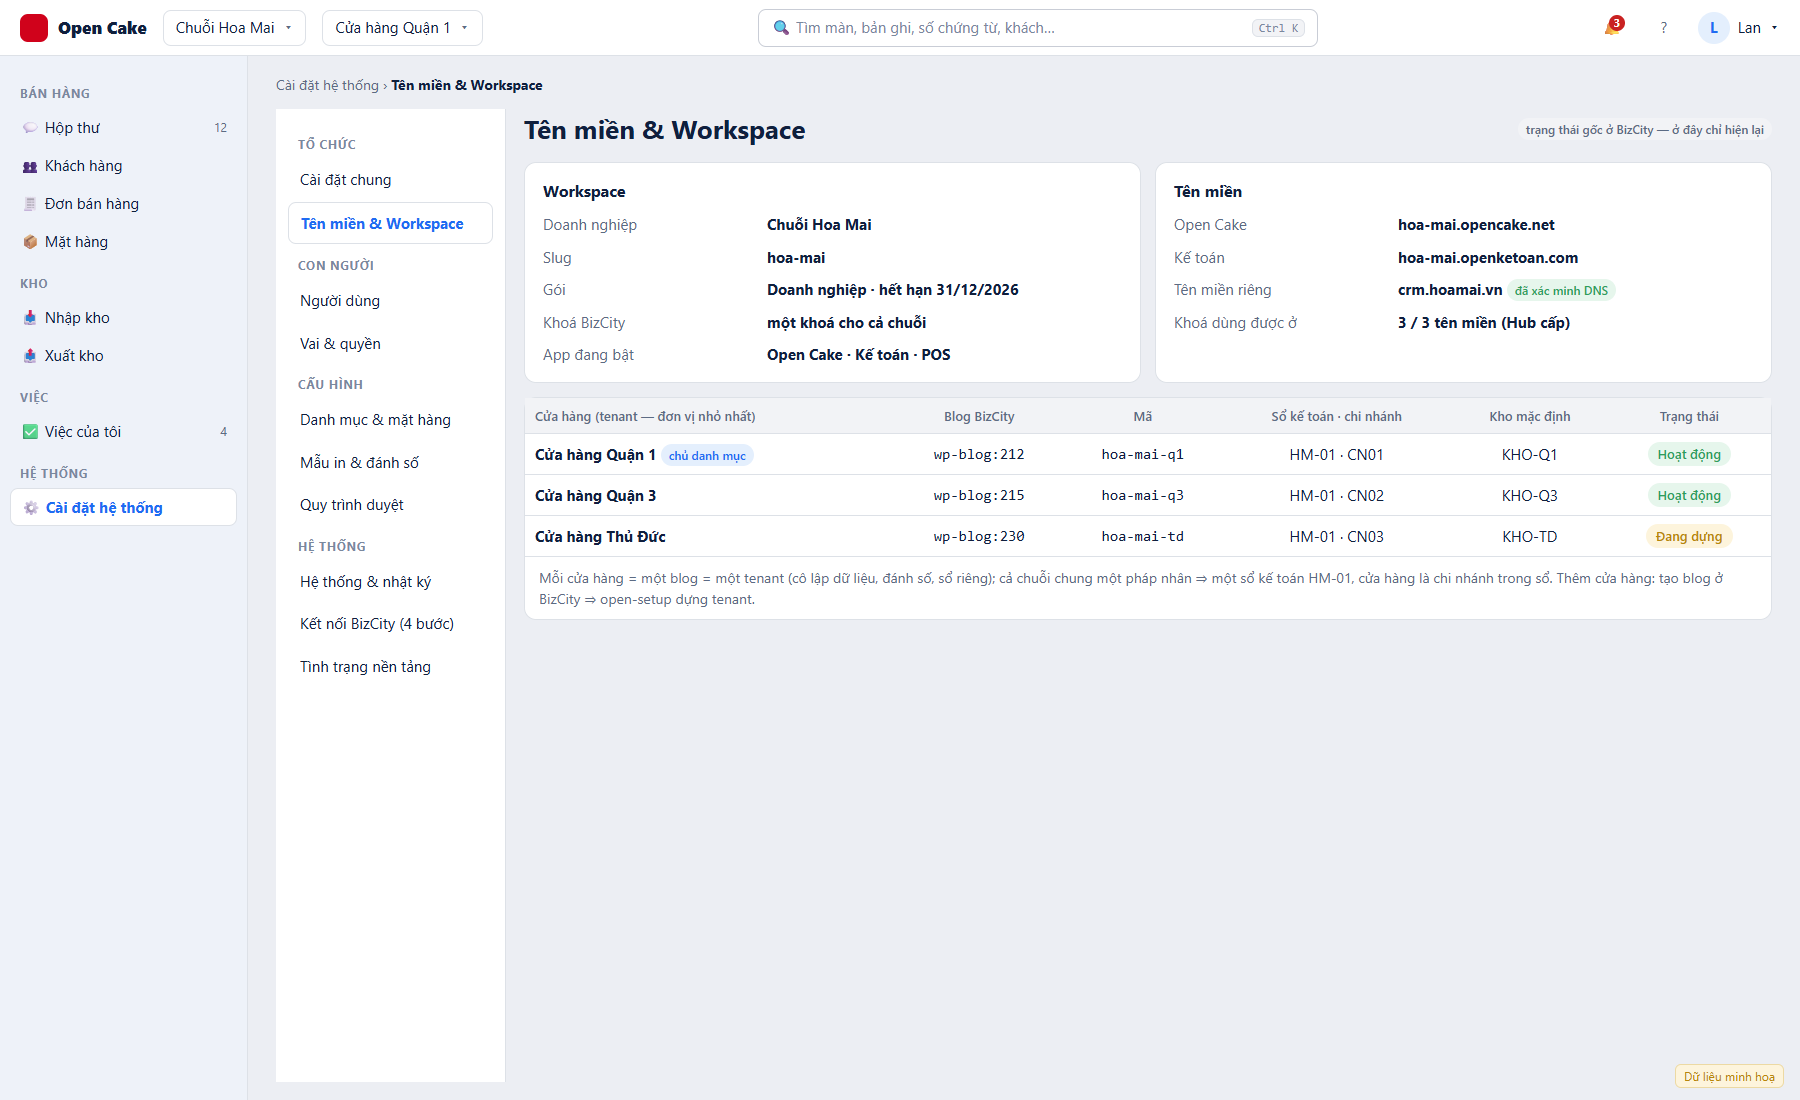 Open Cake
Chuỗi Hoa Mai
Cửa hàng Quận 1
Tìm màn, bản ghi, số chứng từ, khách...
Ctrl K
3
?
L
Lan
BÁN HÀNG
Hộp thư 12
Khách hàng
Đơn bán hàng
Mặt hàng
KHO
Nhập kho
Xuất kho
VIỆC
Việc của tôi 4
HỆ THỐNG
Cài đặt hệ thống
Cài đặt hệ thống › Tên miền & Workspace
TỔ CHỨC
Cài đặt chung
Tên miền & Workspace
CON NGƯỜI
Người dùng
Vai & quyền
CẤU HÌNH
Danh mục & mặt hàng
Mẫu in & đánh số
Quy trình duyệt
HỆ THỐNG
Hệ thống & nhật ký
Kết nối BizCity (4 bước)
Tình trạng nền tảng
Tên miền & Workspace
trạng thái gốc ở BizCity — ở đây chỉ hiện lại
Workspace
Doanh nghiệp Chuỗi Hoa Mai
Slug hoa-mai
Gói Doanh nghiệp · hết hạn 31/12/2026
Khoá BizCity một khoá cho cả chuỗi
App đang bật Open Cake · Kế toán · POS
Tên miền
Open Cake hoa-mai.opencake.net
Kế toán hoa-mai.openketoan.com
Tên miền riêng crm.hoamai.vn đã xác minh DNS
Khoá dùng được ở 3 / 3 tên miền (Hub cấp)
Cửa hàng (tenant — đơn vị nhỏ nhất) Blog BizCity Mã Sổ kế toán · chi nhánh Kho mặc định Trạng thái
Cửa hàng Quận 1 chủ danh mục wp-blog:212 hoa-mai-q1 HM-01 · CN01 KHO-Q1 Hoạt động
Cửa hàng Quận 3 wp-blog:215 hoa-mai-q3 HM-01 · CN02 KHO-Q3 Hoạt động
Cửa hàng Thủ Đức wp-blog:230 hoa-mai-td HM-01 · CN03 KHO-TD Đang dựng
Mỗi cửa hàng = một blog = một tenant (cô lập dữ liệu, đánh số, sổ riêng); cả chuỗi chung một pháp nhân ⇒ một sổ kế toán HM-01, cửa hàng là chi nhánh trong sổ. Thêm cửa hàng: tạo blog ở
BizCity ⇒ open-setup dựng tenant.
Dữ liệu minh hoạ